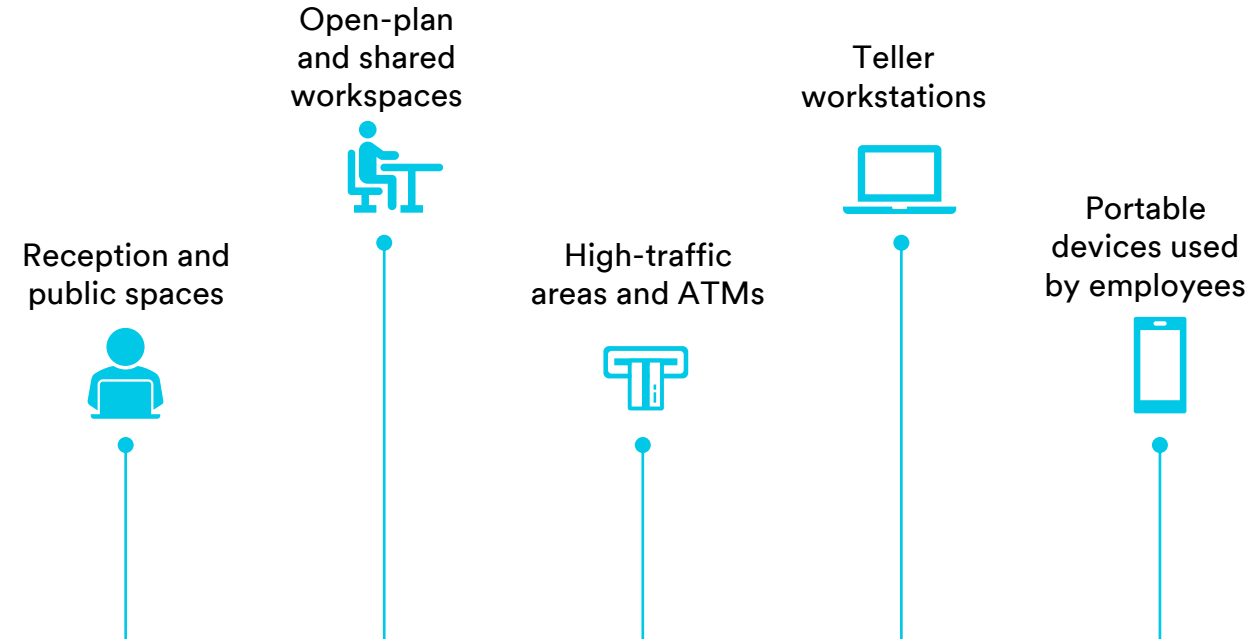 Reception and
public spaces
Open-plan
and shared
workspaces
High-traffic
areas and ATMs
Teller
workstations
Portable
devices used
by employees